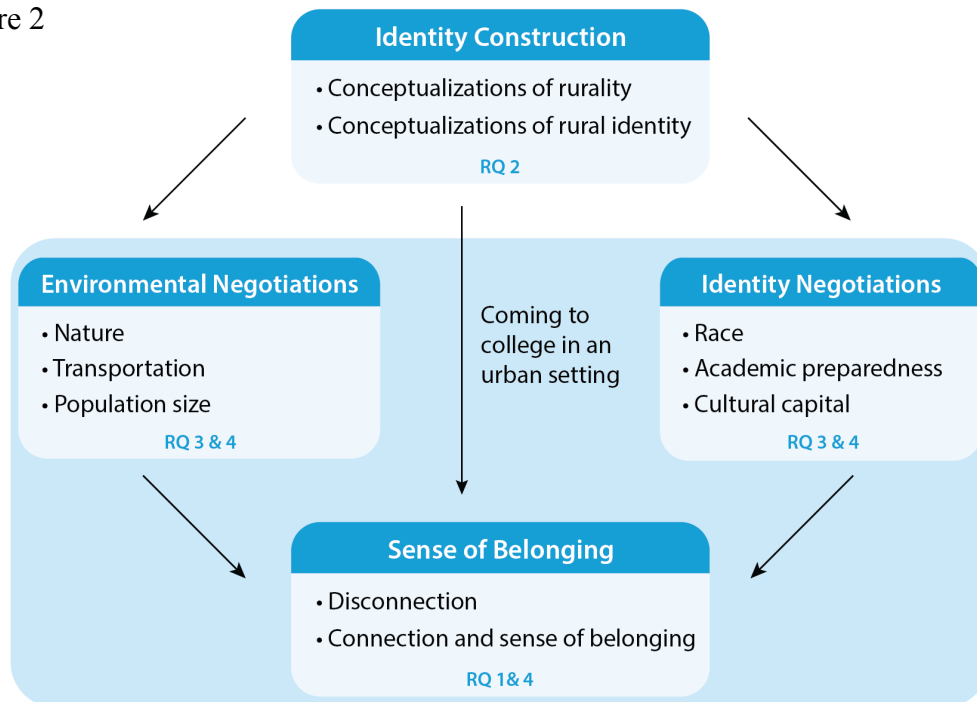 re 2
Identity Construction
• Conceptualizations of rurality
• Conceptualizations of rural identity
RQ 2
Environmental Negotiations
• Nature
• Transportation
• Population size
RQ 3 & 4
Coming to
college in an
urban setting
Identity Negotiations
• Race
• Academic preparedness
• Cultural capital
RQ 3 & 4
Sense of Belonging
• Disconnection
• Connection and sense of belonging
RQ 1& 4